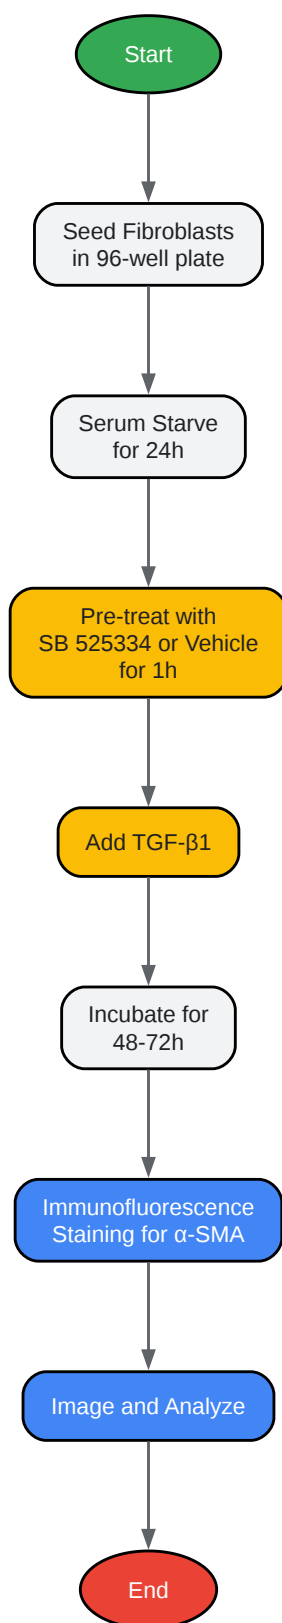 Start
Seed Fibroblasts
in 96-well plate
Serum Starve
for 24h
Pre-treat with
SB 525334 or Vehicle
for 1h
Add TGF-β1
Incubate for
48-72h
Immunofluorescence
Staining for α-SMA
Image and Analyze
End